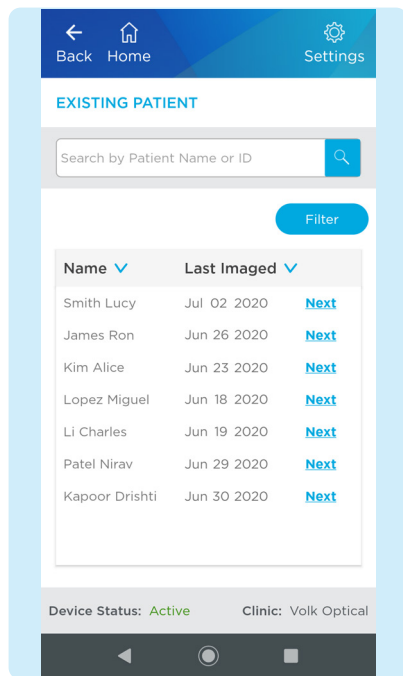 Back Home Settings
EXISTING PATIENT
Search by Patient Name or ID
Filter
Name Last Imaged
Smith Lucy Jul 02 2020 Next
James Ron Jun 26 2020 Next
Kim Alice Jun 23 2020 Next
Lopez Miguel Jun 18 2020 Next
Li Charles Jun 19 2020 Next
Patel Nirav Jun 29 2020 Next
Kapoor Drishti Jun 30 2020 Next
Device Status: Active Clinic: Volk Optical